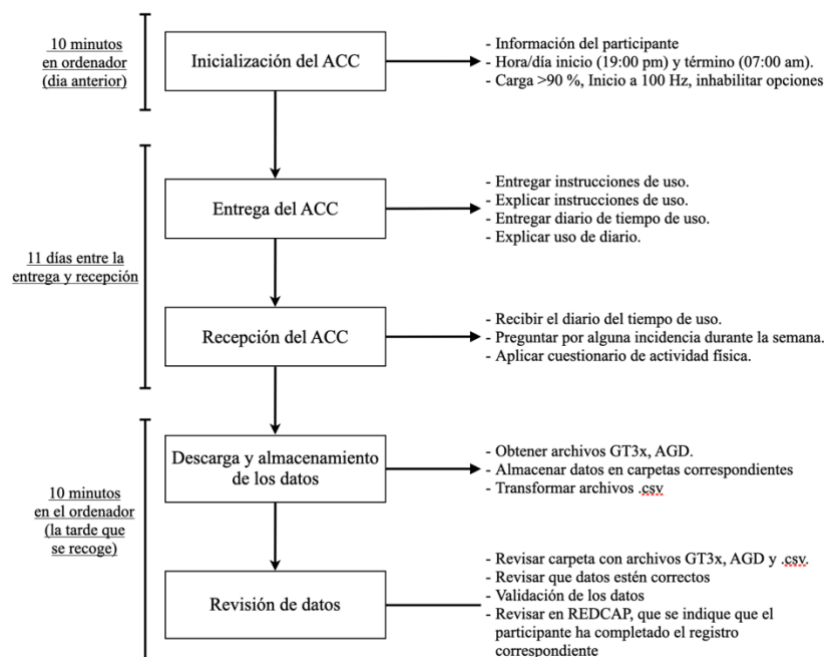 10 minutos
en ordenador
(dia anterior)
Inicialización del ACC
- Información del participante
- Hora/día inicio (19:00 pm) y término (07:00 am).
- Carga >90 %, Inicio a 100 Hz, inhabilitar opciones
11 días entre la
entrega y recepción
Entrega del ACC
- Entregar instrucciones de uso.
- Explicar instrucciones de uso.
- Entregar diario de tiempo de uso.
- Explicar uso de diario.
Recepción del ACC
- Recibir el diario del tiempo de uso.
- Preguntar por alguna incidencia durante la semana.
- Aplicar cuestionario de actividad física.
10 minutos
en el ordenador
(la tarde que
se recoge)
Descarga y almacenamiento
de los datos
- Obtener archivos GT3x, AGD.
- Almacenar datos en carpetas correspondientes
- Transformar archivos .csv
Revisión de datos
- Revisar carpeta con archivos GT3x, AGD y .csv.
- Revisar que datos estén correctos
- Validación de los datos
- Revisar en REDCAP, que se indique que el
participante ha completado el registro
correspondiente